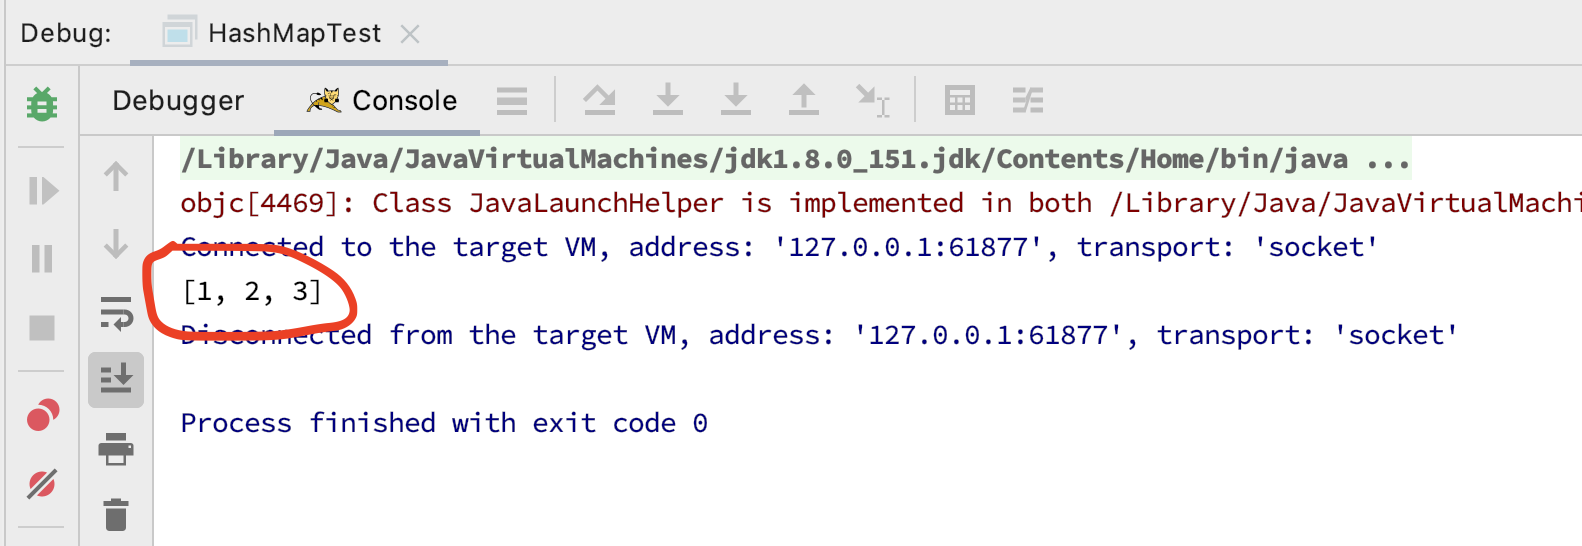 Debug: HashMapTest
Debugger Console
/Library/Java/JavaVirtualMachines/jdk1.8.0_151.jdk/Contents/Home/bin/java ...
objc[4469]: Class JavaLaunchHelper is implemented in both /Library/Java/JavaVirtualMachi
Connected to the target VM, address: '127.0.0.1:61877', transport: 'socket'
[1, 2, 3]
Disconnected from the target VM, address: '127.0.0.1:61877', transport: 'socket'
Process finished with exit code 0